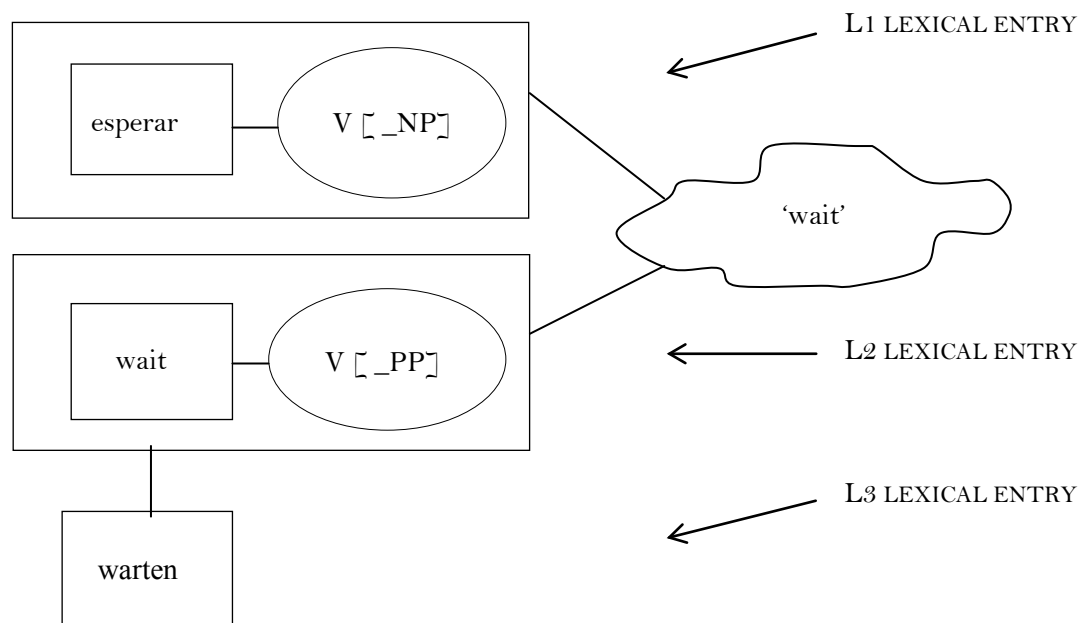 L1 LEXICAL ENTRY
esperar
V [ _NP]
‘wait’
wait
V [ _PP]
L2 LEXICAL ENTRY
L3 LEXICAL ENTRY
warten